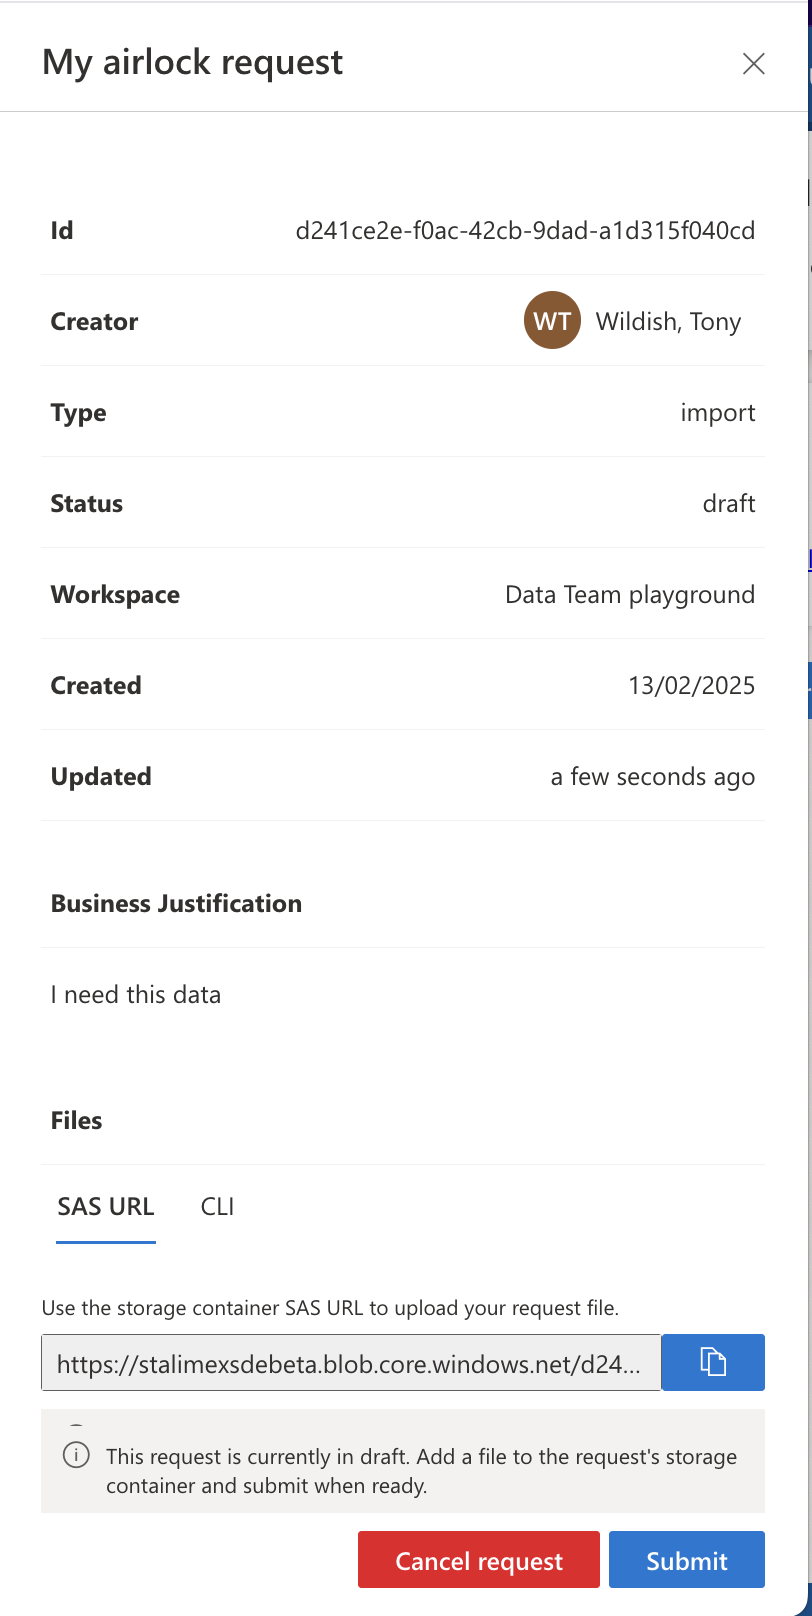 My airlock request
Id d241ce2e-f0ac-42cb-9dad-a1d315f040cd
Creator WT Wildish, Tony
Type import
Status draft
Workspace Data Team playground
Created 13/02/2025
Updated a few seconds ago
Business Justification
I need this data
Files
SAS URL CLI
Use the storage container SAS URL to upload your request file.
https://stalimexsdebeta.blob.core.windows.net/d24...
This request is currently in draft. Add a file to the request's storage
container and submit when ready.
Cancel request Submit